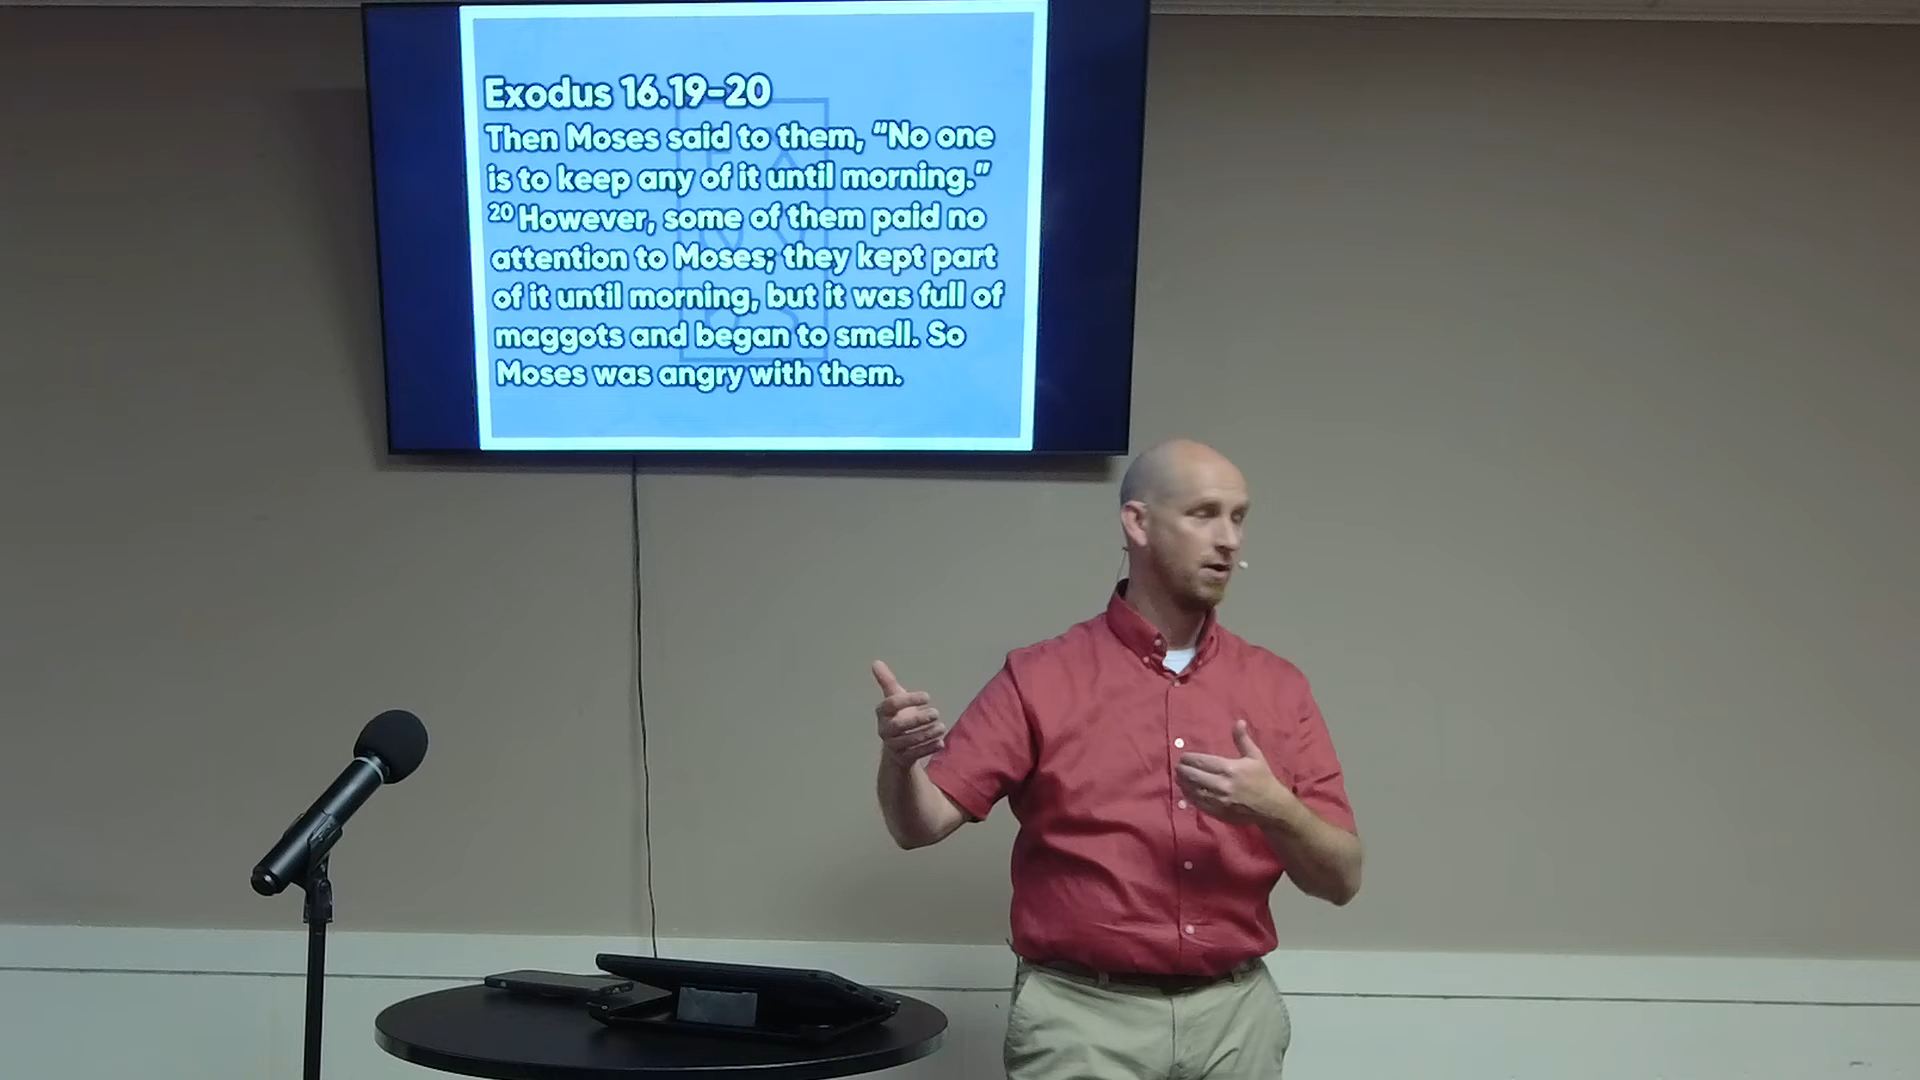 Exodus 16.19-20
Then Moses said to them, “No one
is to keep any of it until morning.”
20 However, some of them paid no
attention to Moses; they kept part
of it until morning, but it was full of
maggots and began to smell. So
Moses was angry with them.